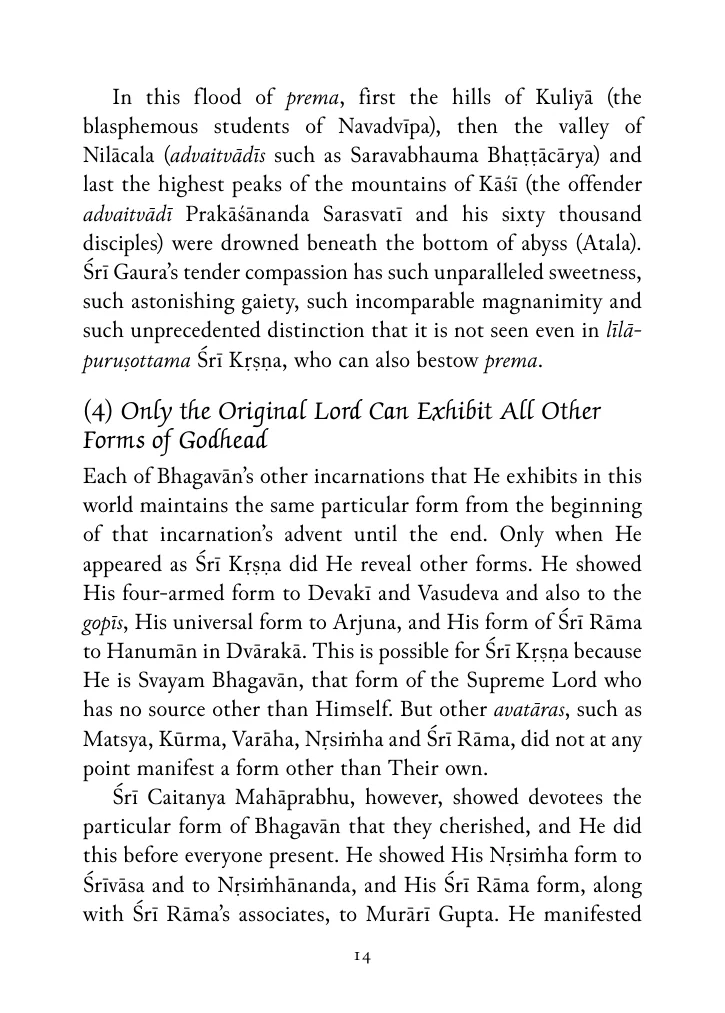 In this flood of prema, first the hills of Kuliyā (the
blasphemous students of Navadvīpa), then the valley of
Nilācala (advaitvādīs such as Saravabhauma Bhaṭṭācārya) and
last the highest peaks of the mountains of Kāśī (the offender
advaitvādī Prakāśānanda Sarasvatī and his sixty thousand
disciples) were drowned beneath the bottom of abyss (Atala).
Śrī Gaura’s tender compassion has such unparalleled sweetness,
such astonishing gaiety, such incomparable magnanimity and
such unprecedented distinction that it is not seen even in līlā-
puruṣottama Śrī Kṛṣṇa, who can also bestow prema.
(4) Only the Original Lord Can Exhibit All Other
Forms of Godhead
Each of Bhagavān’s other incarnations that He exhibits in this
world maintains the same particular form from the beginning
of that incarnation’s advent until the end. Only when He
appeared as Śrī Kṛṣṇa did He reveal other forms. He showed
His four-armed form to Devakī and Vasudeva and also to the
gopīs, His universal form to Arjuna, and His form of Śrī Rāma
to Hanumān in Dvārakā. This is possible for Śrī Kṛṣṇa because
He is Svayam Bhagavān, that form of the Supreme Lord who
has no source other than Himself. But other avatāras, such as
Matsya, Kūrma, Varāha, Nṛsiṁha and Śrī Rāma, did not at any
point manifest a form other than Their own.
Śrī Caitanya Mahāprabhu, however, showed devotees the
particular form of Bhagavān that they cherished, and He did
this before everyone present. He showed His Nṛsiṁha form to
Śrīvāsa and to Nṛsiṁhānanda, and His Śrī Rāma form, along
with Śrī Rāma’s associates, to Murārī Gupta. He manifested
14